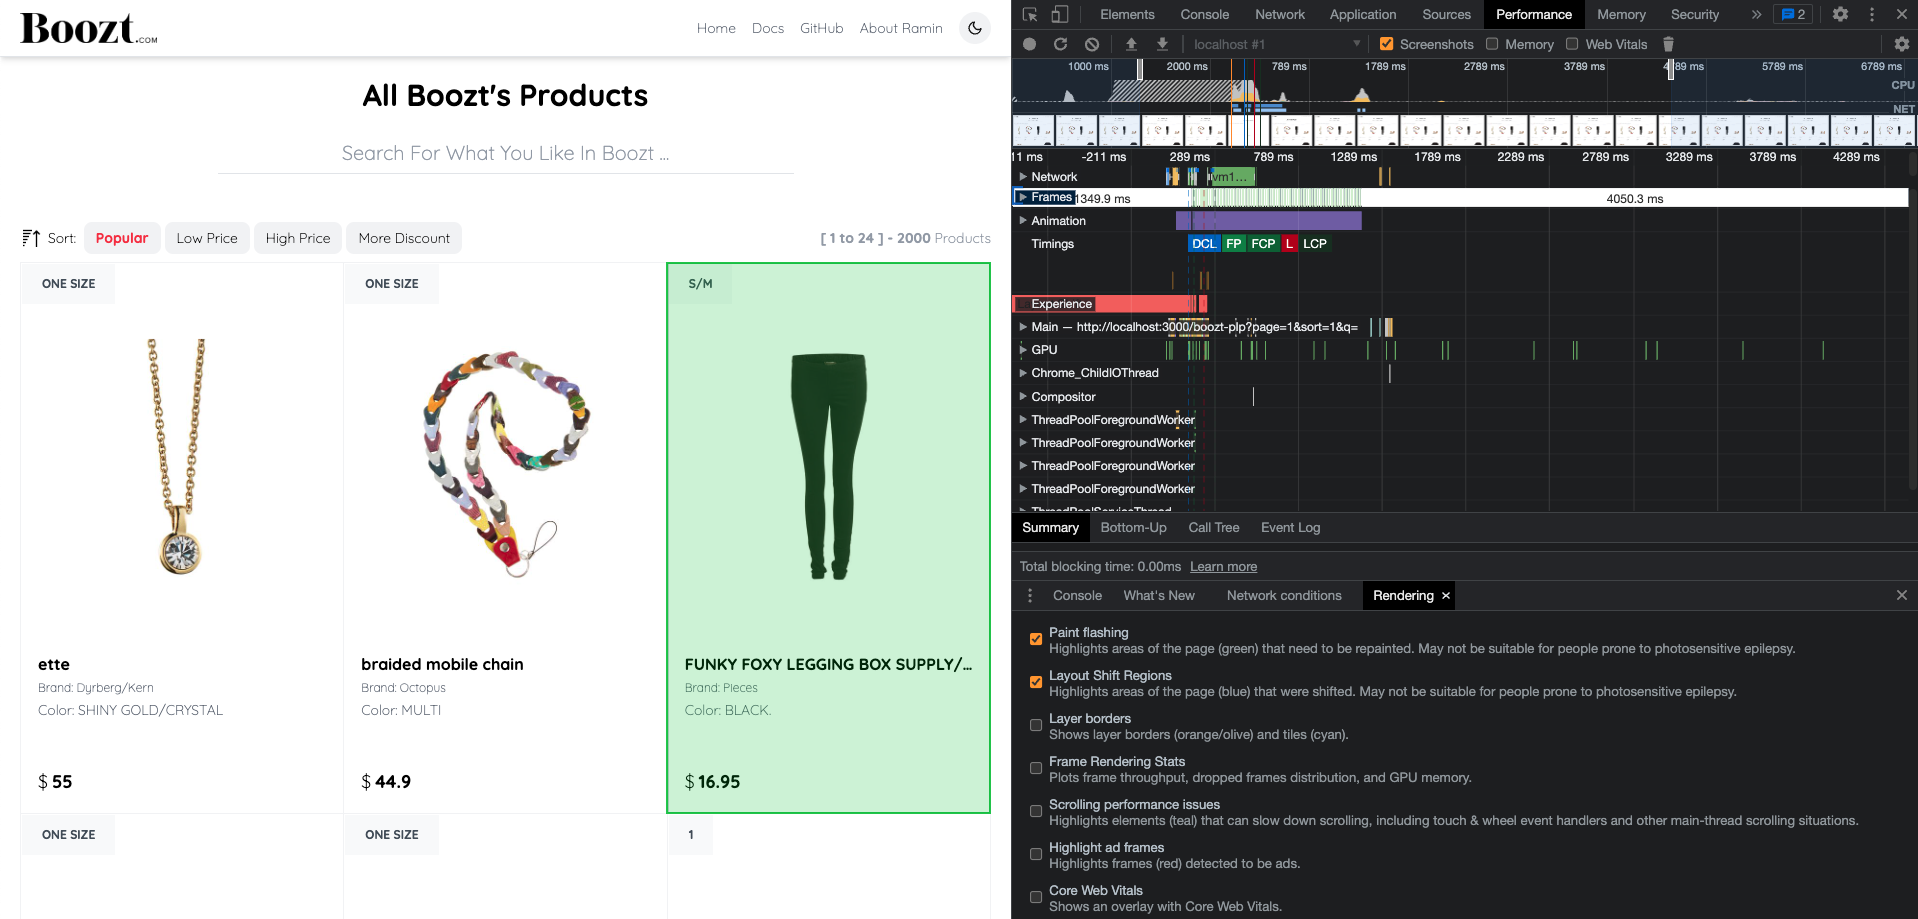 Boozt.COM
Home Docs GitHub About Ramin
All Boozt's Products
Search For What You Like In Boozt ...
Sort: Popular Low Price High Price More Discount
[ 1 to 24 ] - 2000 Products
ONE SIZE
ette
Brand: Dyrberg/Kern
Color: SHINY GOLD/CRYSTAL
$ 55
ONE SIZE
braided mobile chain
Brand: Octopus
Color: MULTI
$ 44.9
S/M
FUNKY FOXY LEGGING BOX SUPPLY/...
Brand: Pieces
Color: BLACK.
$ 16.95
ONE SIZE
ONE SIZE
1
Elements Console Network Application Sources Performance Memory Security » 2
localhost #1 Screenshots Memory Web Vitals
1000 ms 2000 ms 789 ms 1789 ms 2789 ms 3789 ms 4789 ms 5789 ms 6789 ms
CPU
NET
11 ms -211 ms 289 ms 789 ms 1289 ms 1789 ms 2289 ms 2789 ms 3289 ms 3789 ms 4289 ms
Network vm1...
Frames 1349.9 ms 4050.3 ms
Animation
Timings DCL FP FCP L LCP
Experience
Main — http://localhost:3000/boozt-plp?page=1&sort=1&q=
GPU
Chrome_ChildIOThread
Compositor
ThreadPoolForegroundWorker
ThreadPoolForegroundWorker
ThreadPoolForegroundWorker
ThreadPoolForegroundWorker
ThreadPoolServiceThread
Summary Bottom-Up Call Tree Event Log
Total blocking time: 0.00ms Learn more
Console What's New Network conditions Rendering
Paint flashing
Highlights areas of the page (green) that need to be repainted. May not be suitable for people prone to photosensitive epilepsy.
Layout Shift Regions
Highlights areas of the page (blue) that were shifted. May not be suitable for people prone to photosensitive epilepsy.
Layer borders
Shows layer borders (orange/olive) and tiles (cyan).
Frame Rendering Stats
Plots frame throughput, dropped frames distribution, and GPU memory.
Scrolling performance issues
Highlights elements (teal) that can slow down scrolling, including touch & wheel event handlers and other main-thread scrolling situations.
Highlight ad frames
Highlights frames (red) detected to be ads.
Core Web Vitals
Shows an overlay with Core Web Vitals.